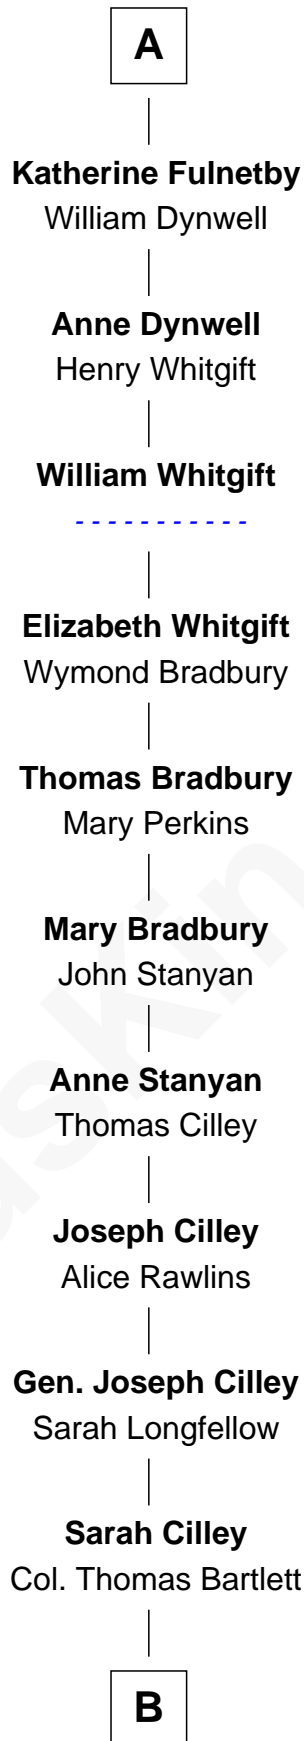 A
Katherine Fulnetby
William Dynwell
Anne Dynwell
Henry Whitgift
William Whitgift
- - - - - - - - - - -
Elizabeth Whitgift
Wymond Bradbury
Thomas Bradbury
Mary Perkins
Mary Bradbury
John Stanyan
Anne Stanyan
Thomas Cilley
Joseph Cilley
Alice Rawlins
Gen. Joseph Cilley
Sarah Longfellow
Sarah Cilley
Col. Thomas Bartlett
B